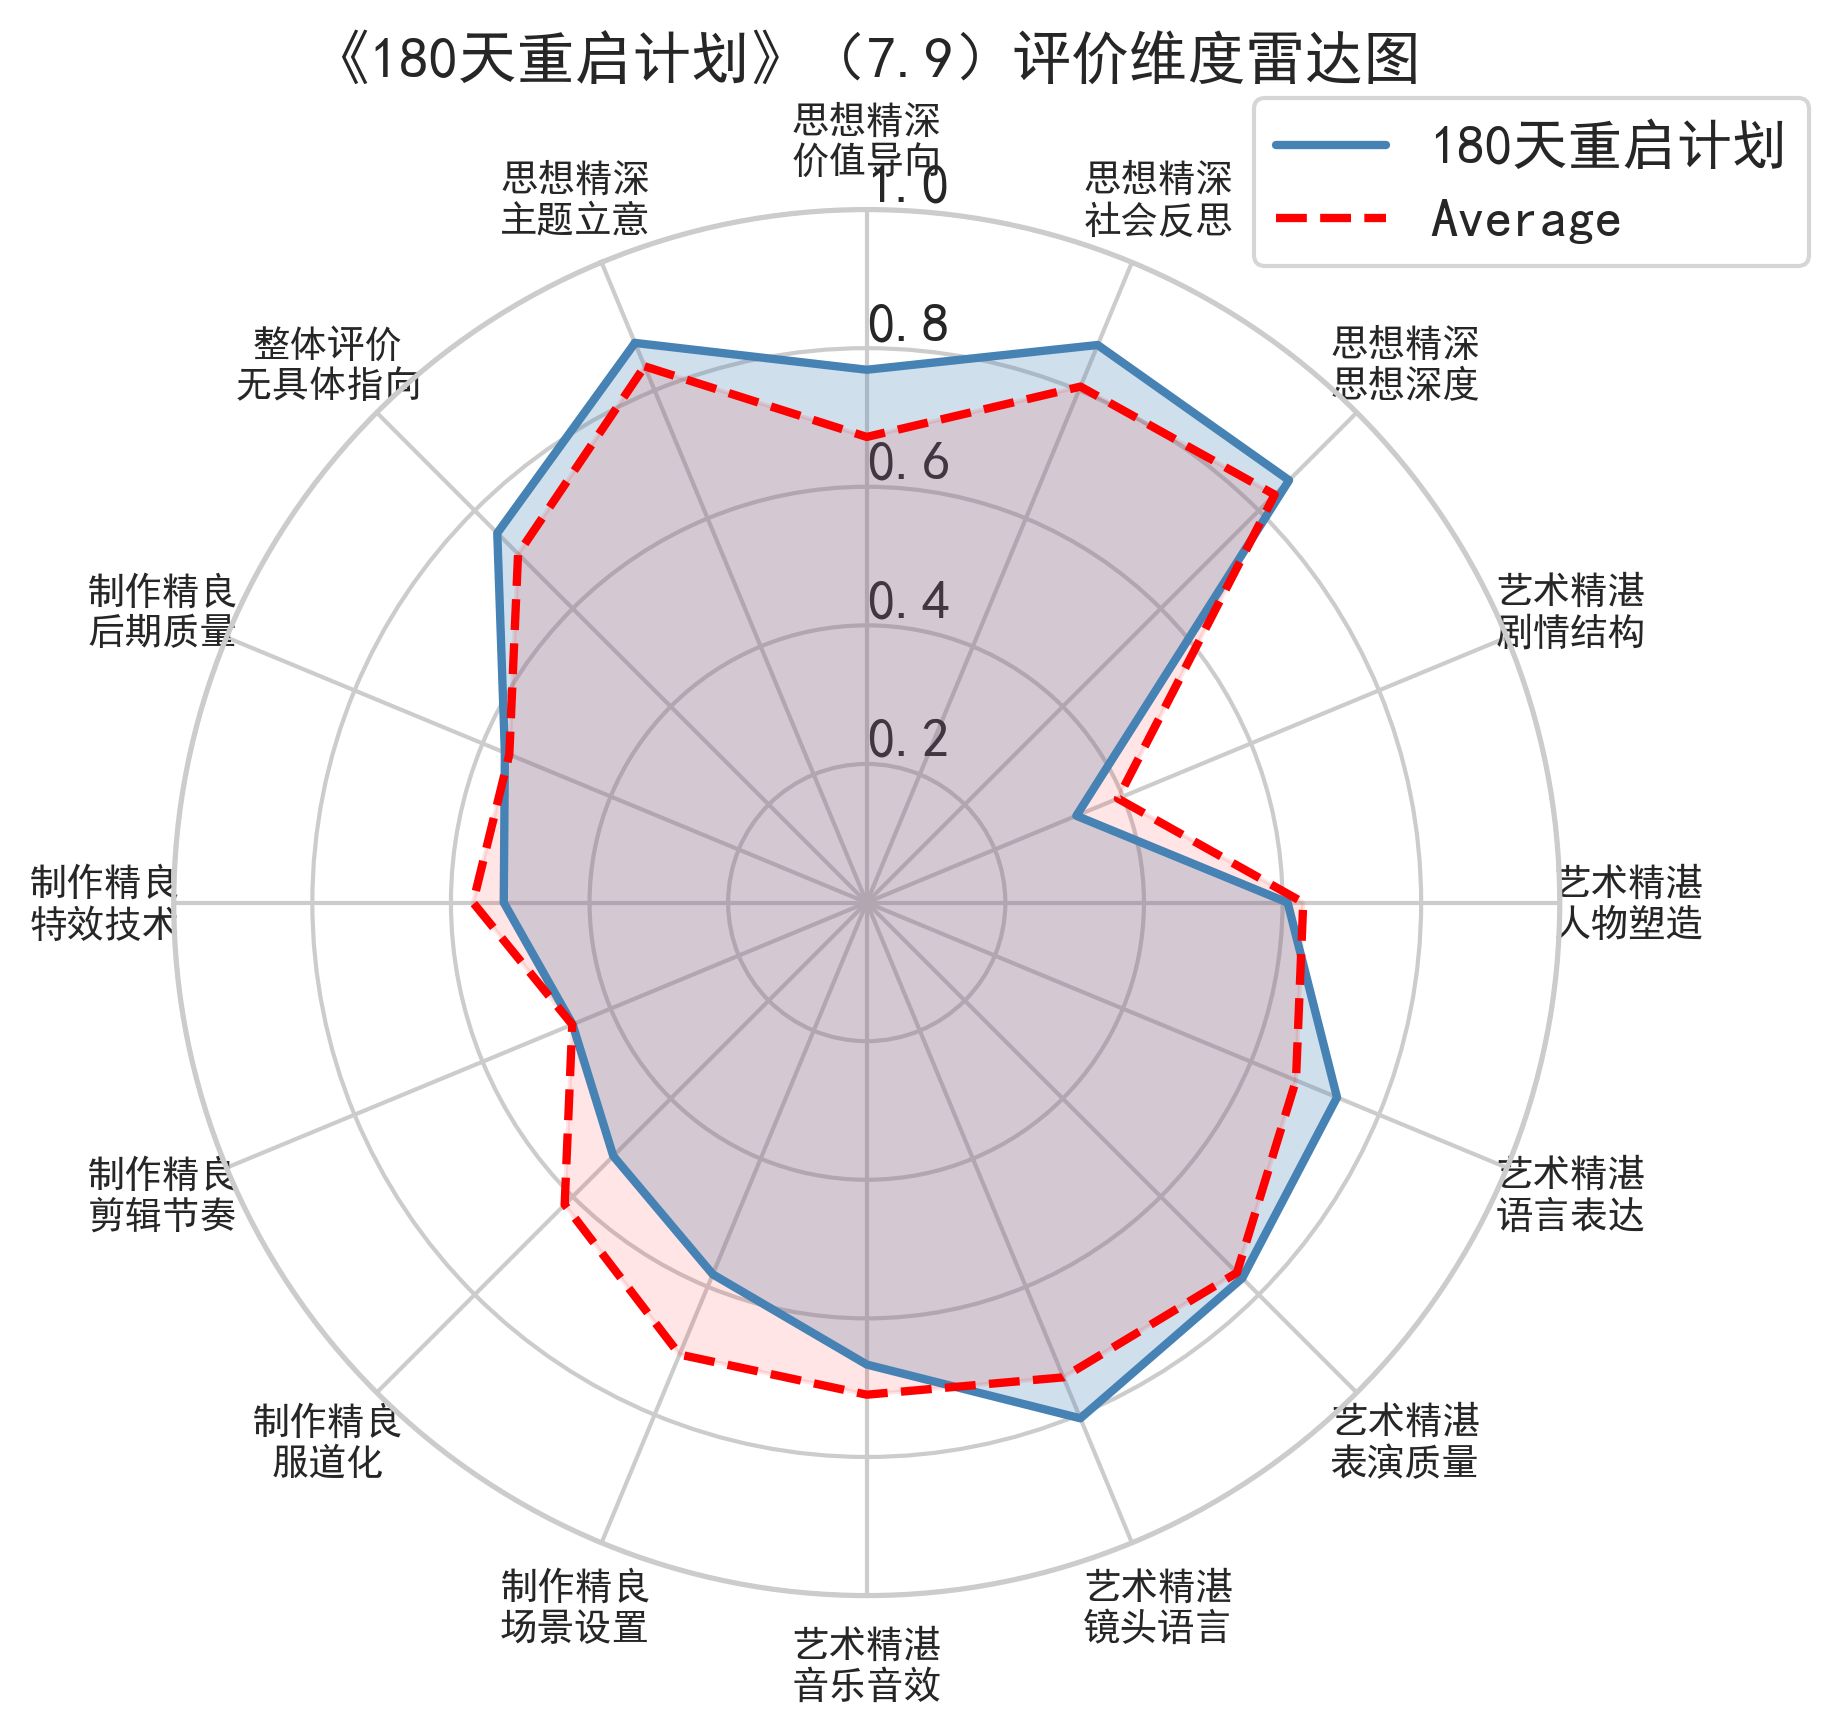 《180天重启计划》（7.9）评价维度雷达图
180天重启计划
Average
思想精深
价值导向
思想精深
社会反思
思想精深
思想深度
艺术精湛
剧情结构
艺术精湛
人物塑造
艺术精湛
语言表达
艺术精湛
表演质量
艺术精湛
镜头语言
艺术精湛
音乐音效
制作精良
场景设置
制作精良
服道化
制作精良
剪辑节奏
制作精良
特效技术
制作精良
后期质量
整体评价
无具体指向
思想精深
主题立意
1.0
0.8
0.6
0.4
0.2